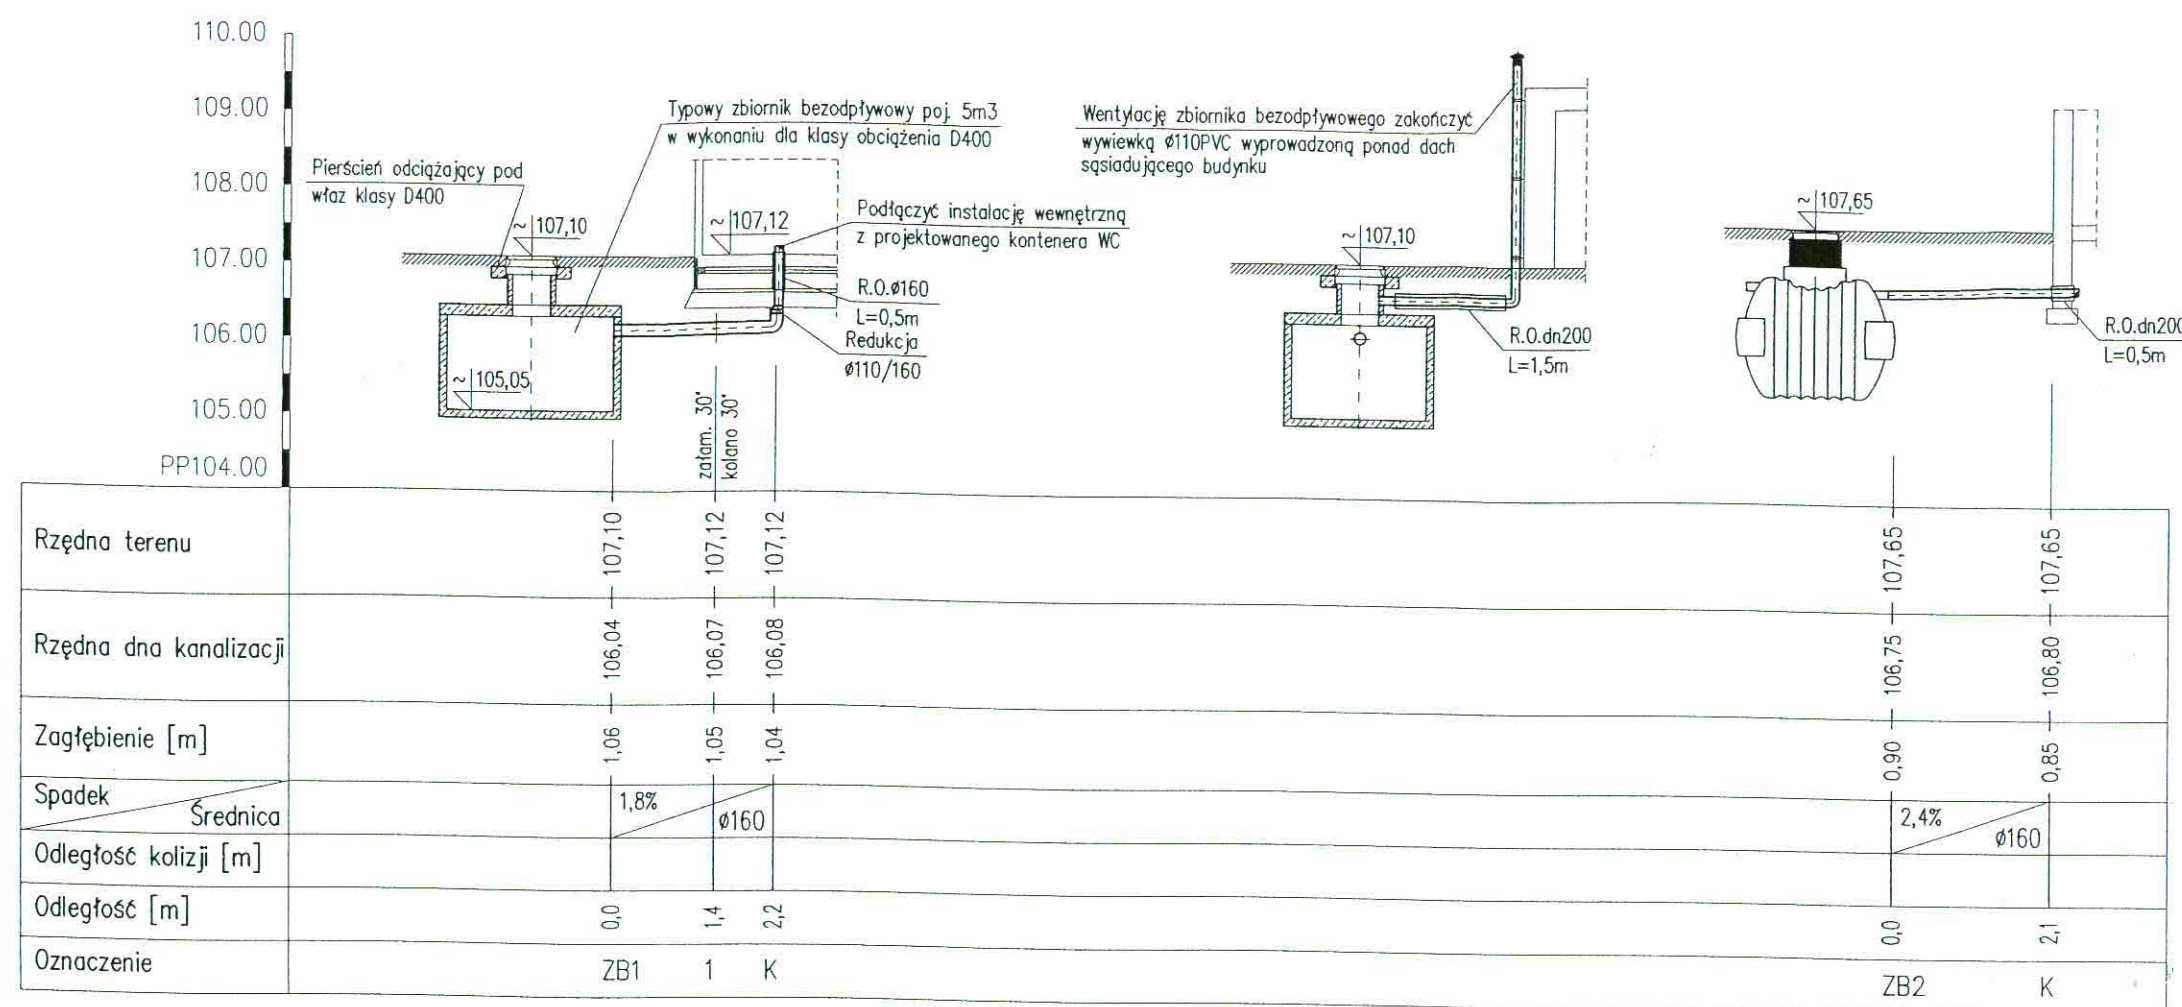 110.00
109.00
108.00
107.00
106.00
105.00
PP104.00
Pierścień odciążający pod
właz klasy D400
Typowy zbiornik bezodpływowy poj. 5m3
w wykonaniu dla klasy obciążenia D400
~ 107,10
~ 107,12
Podłączyć instalację wewnętrzną
z projektowanego kontenera WC
R.O.ø160
L=0,5m
Redukcja
ø110/160
~ 105,05
załam. 30°
kolano 30°
Wentylację zbiornika bezodpływowego zakończyć
wywiewką ø110PVC wyprowadzoną ponad dach
sąsiadującego budynku
~ 107,10
R.O.dn200
L=1,5m
~ 107,65
R.O.dn200
L=0,5m
Rzędna terenu 107,10 107,12 107,12 107,65 107,65
Rzędna dna kanalizacji 106,04 106,07 106,08 106,75 106,80
Zagłębienie [m] 1,06 1,05 1,04 0,90 0,85
Spadek 1,8% 2,4%
Średnica ø160 ø160
Odległość kolizji [m]
Odległość [m] 0,0 1,4 2,2 0,0 2,1
Oznaczenie ZB1 1 K ZB2 K